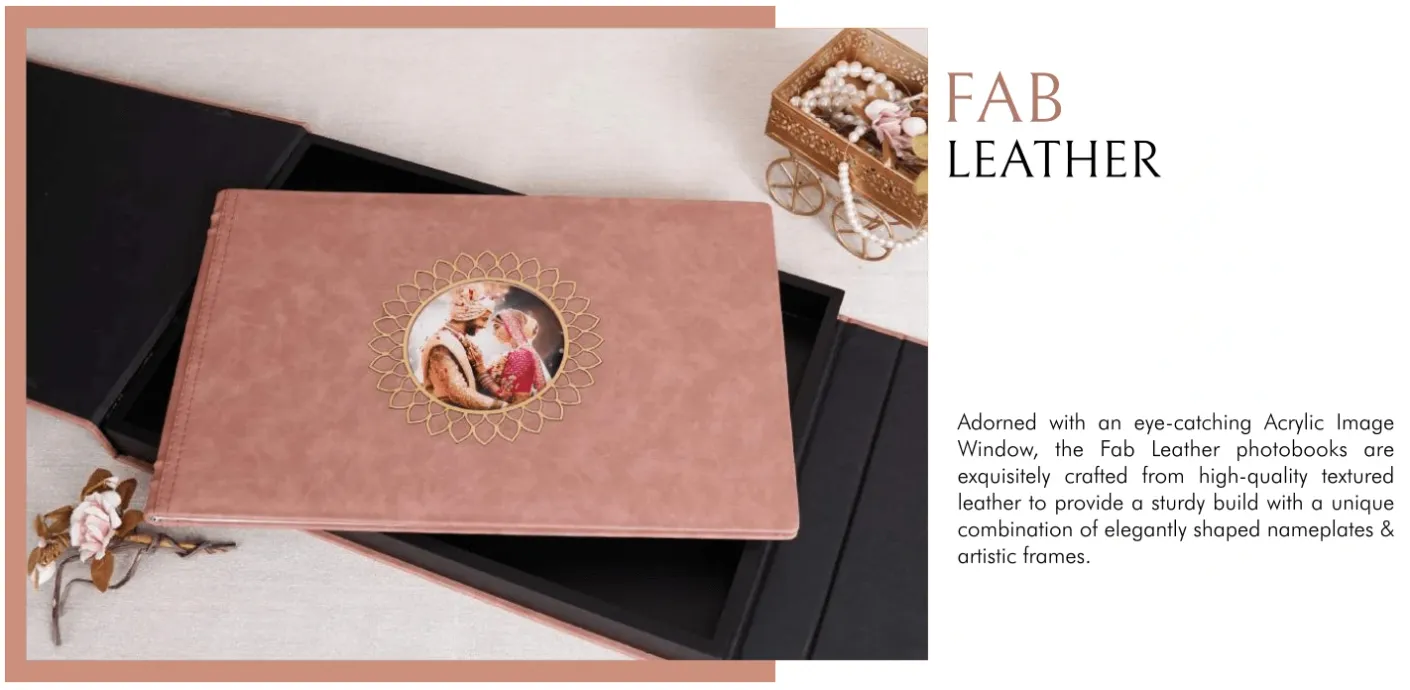 FAB
LEATHER
Adorned with an eye-catching Acrylic Image
Window, the Fab Leather photobooks are
exquisitely crafted from high-quality textured
leather to provide a sturdy build with a unique
combination of elegantly shaped nameplates &
artistic frames.